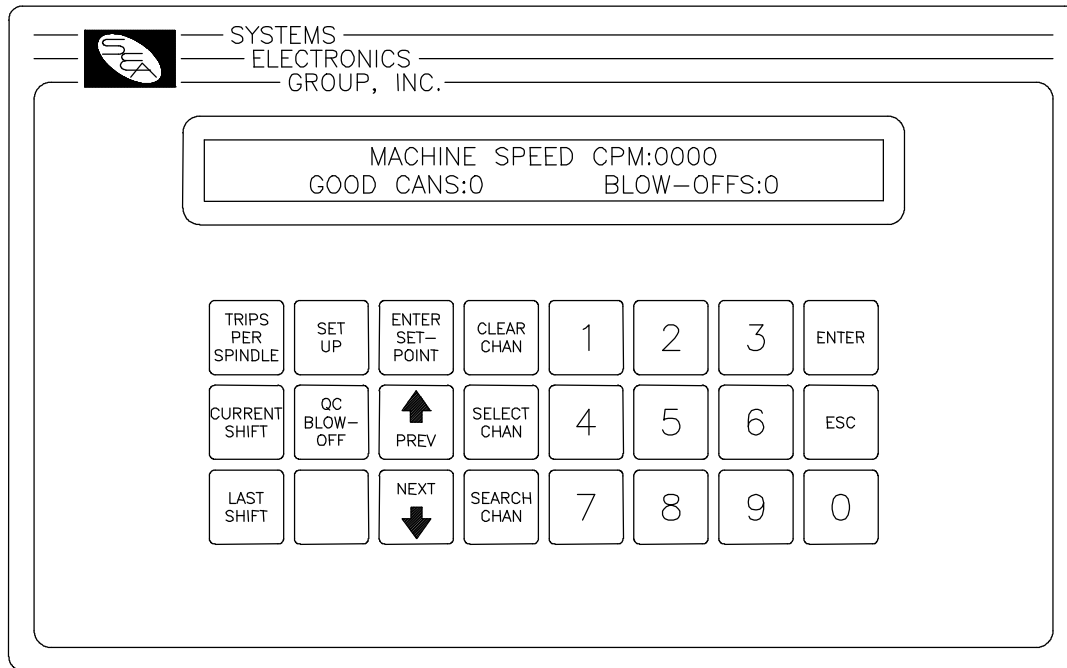 SEA
SYSTEMS
ELECTRONICS
GROUP, INC.
MACHINE SPEED CPM:0000
GOOD CANS:0 BLOW-OFFS:0
TRIPS
PER
SPINDLE
SET
UP
ENTER
SET-
POINT
CLEAR
CHAN
1
2
3
ENTER
CURRENT
SHIFT
QC
BLOW-
OFF
PREV
SELECT
CHAN
4
5
6
ESC
LAST
SHIFT
NEXT
SEARCH
CHAN
7
8
9
0